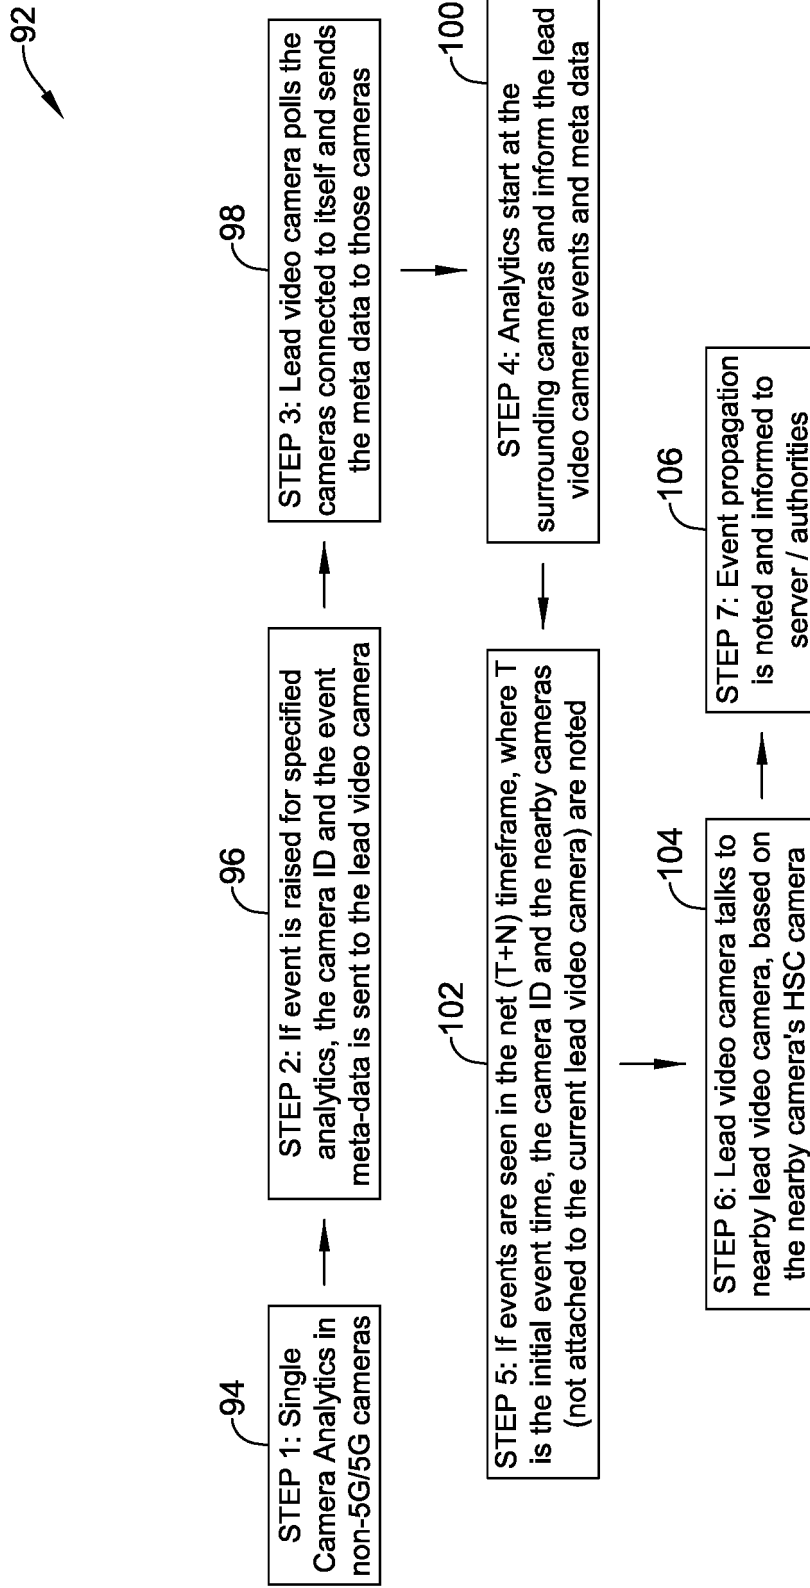 92
94
STEP 1: Single
Camera Analytics in
non-5G/5G cameras
96
STEP 2: If event is raised for specified
analytics, the camera ID and the event
meta-data is sent to the lead video camera
98
STEP 3: Lead video camera polls the
cameras connected to itself and sends
the meta data to those cameras
100
STEP 4: Analytics start at the
surrounding cameras and inform the lead
video camera events and meta data
102
STEP 5: If events are seen in the net (T+N) timeframe, where T
is the initial event time, the camera ID and the nearby cameras
(not attached to the current lead video camera) are noted
104
STEP 6: Lead video camera talks to
nearby lead video camera, based on
the nearby camera's HSC camera
106
STEP 7: Event propagation
is noted and informed to
server / authorities